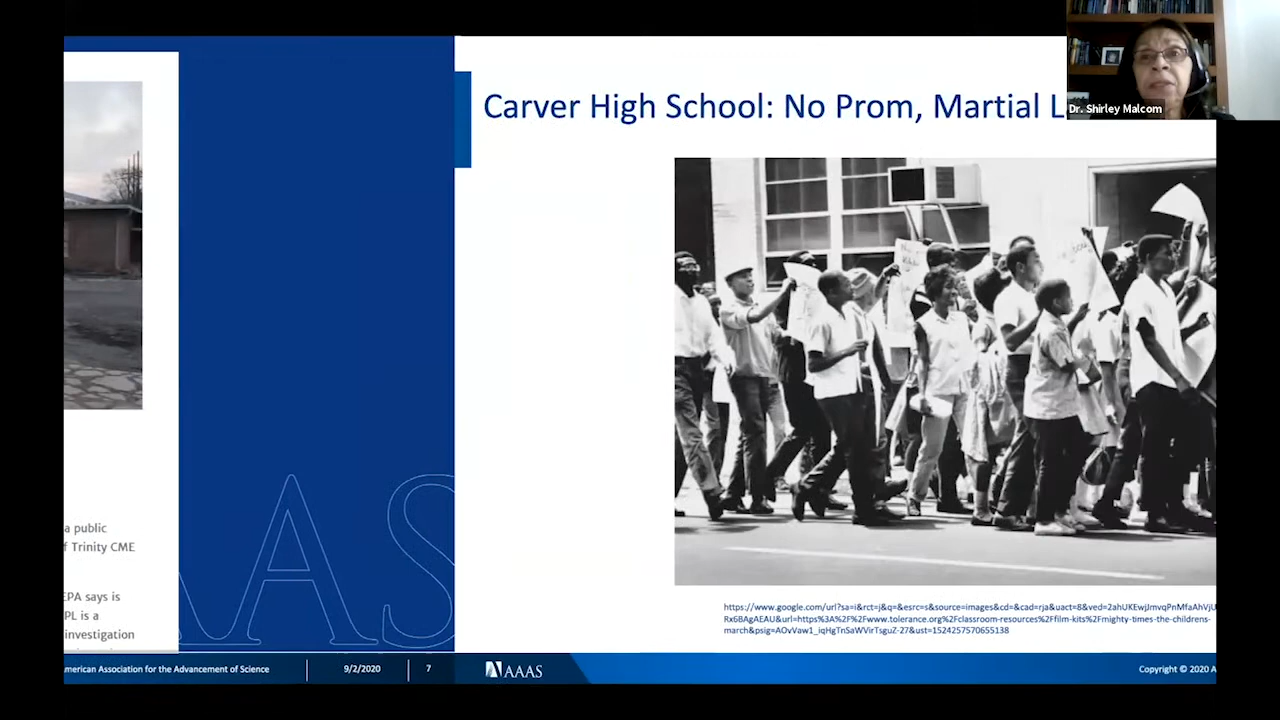 Carver High School: No Prom, Martial L
Dr. Shirley Malcom
a public
f Trinity CME
EPA says is
PL is a
investigation
https://www.google.com/url?sa=i&rct=j&q=&esrc=s&source=images&cd=&cad=rja&uact=8&ved=2ahUKEwjJmvqPnMfaAhVjU
Rx6BAgAEAU&url=https%3A%2F%2Fwww.tolerance.org%2Fclassroom-resources%2Ffilm-kits%2Fmighty-times-the-childrens-
march&psig=AOvVaw1_iqHgTnSaWVirTsguZ-27&ust=1524257570655138
AAS
merican Association for the Advancement of Science
9/2/2020
7
AAAS
Copyright © 2020 A